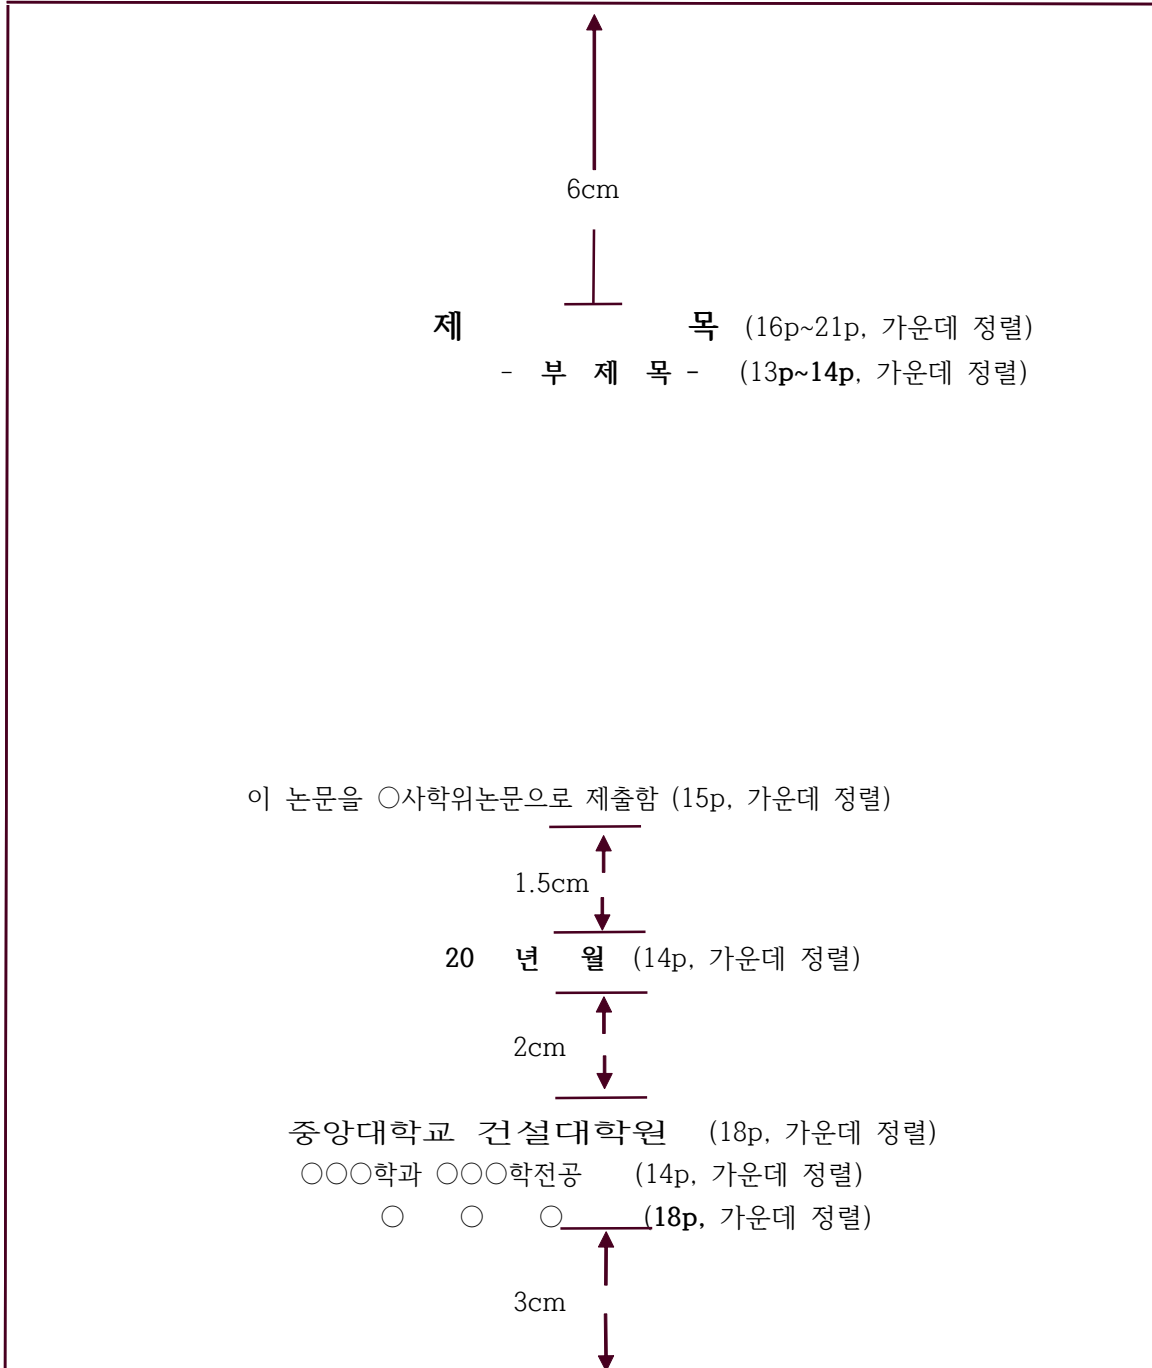 6cm
제 목 (16p~21p, 가운데 정렬)
- 부 제 목 - (13p~14p, 가운데 정렬)
이 논문을 ○사학위논문으로 제출함 (15p, 가운데 정렬)
1.5cm
20 년 월 (14p, 가운데 정렬)
2cm
중앙대학교 건설대학원 (18p, 가운데 정렬)
○○○학과 ○○○학전공 (14p, 가운데 정렬)
○ ○ ○ (18p, 가운데 정렬)
3cm